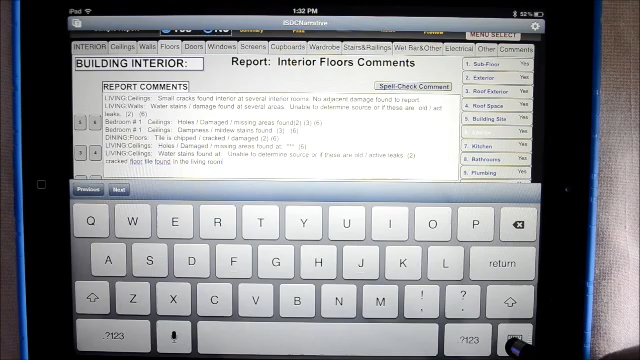 iPad
1:32 PM
52%
ISDCNarrative
MENU SELECT
INTERIOR Ceilings Walls Floors Doors Windows Screens Cupboards Wardrobe Stairs&Railings Wet Bar&Other Electrical Other Comments
BUILDING INTERIOR:
Report: Interior Floors Comments
REPORT COMMENTS
Spell-Check Comment
LIVING:Ceilings: Small cracks found interior at several interior rooms. No adjacent damage found to report
LIVING:Walls: Water stains / damage found at several areas. Unable to determine source or if these are old / act
leaks. (2) (6)
Bedroom # 1 Ceilings: Holes / Damaged / missing areas found(2) (3) (6)
Bedroom # 1 Ceilings: Dampness / mildew stains found (3) (6)
DINING:Floors: Tile is chipped / cracked / damaged (2) (6)
LIVING:Ceilings: Holes / Damaged / missing areas found at *** (6)
LIVING:Ceilings: Water stains found at Unable to determine source or if these are old / active leaks. (2)
cracked floor tile found in the living room
1. Sub-Floor Yes
2. Exterior Yes
3. Roof Exterior Yes
4. Roof Space Yes
5. Building Site Yes
6. Interior Yes
7. Kitchen Yes
8. Bathrooms Yes
9. Plumbing Yes
Previous Next
Q W E R T Y U I O P
A S D F G H J K L return
Z X C V B N M ! , ? .
.?123 .?123